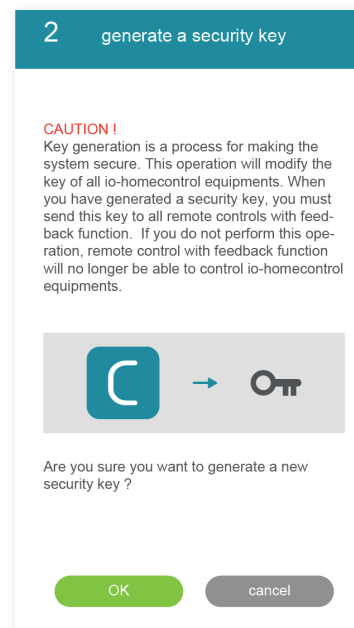 2 generate a security key
CAUTION !
Key generation is a process for making the
system secure. This operation will modify the
key of all io-homecontrol equipments. When
you have generated a security key, you must
send this key to all remote controls with feed-
back function.  If you do not perform this ope-
ration, remote control with feedback function
will no longer be able to control io-homecontrol
equipments.
Are you sure you want to generate a new
security key ?
OK cancel